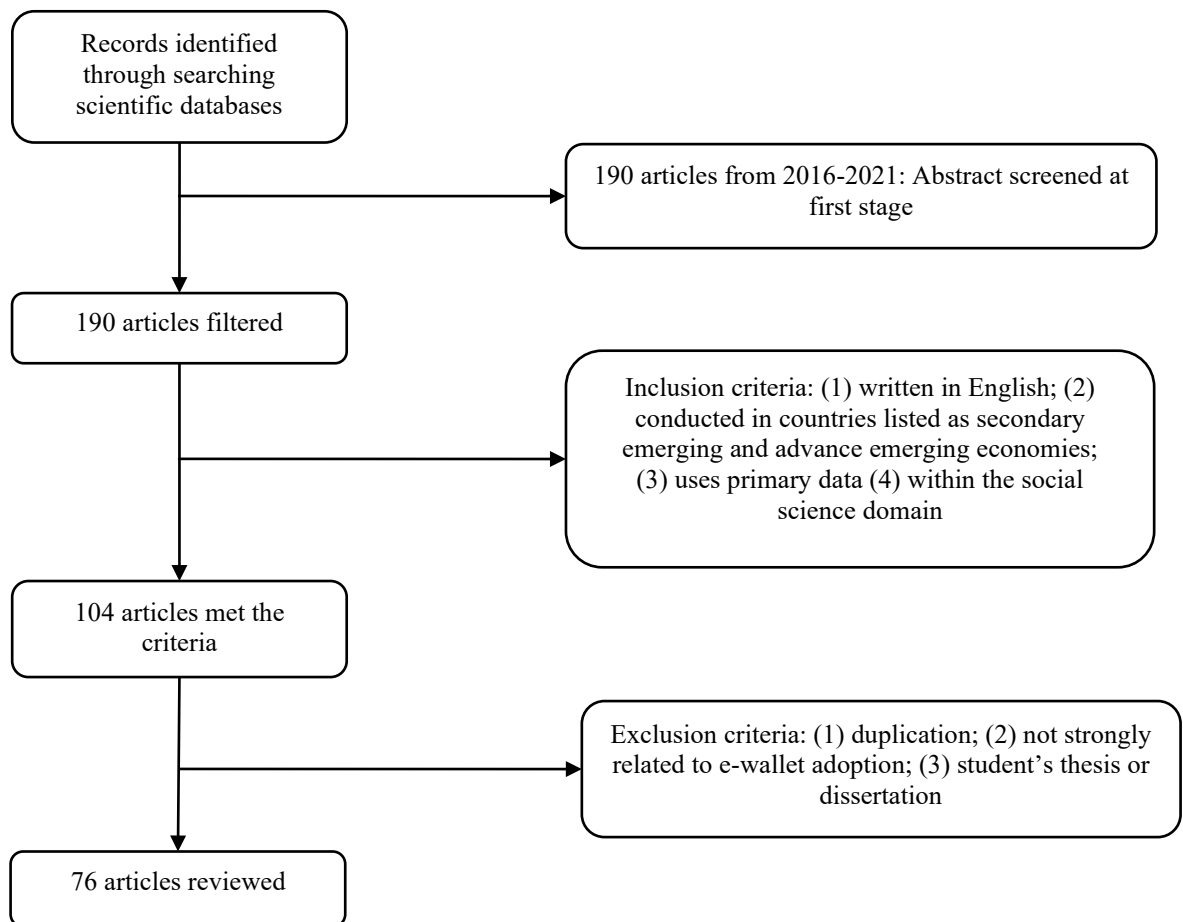 Records identified
through searching
scientific databases
190 articles from 2016-2021: Abstract screened at
first stage
190 articles filtered
Inclusion criteria: (1) written in English; (2)
conducted in countries listed as secondary
emerging and advance emerging economies;
(3) uses primary data (4) within the social
science domain
104 articles met the
criteria
Exclusion criteria: (1) duplication; (2) not strongly
related to e-wallet adoption; (3) student’s thesis or
dissertation
76 articles reviewed